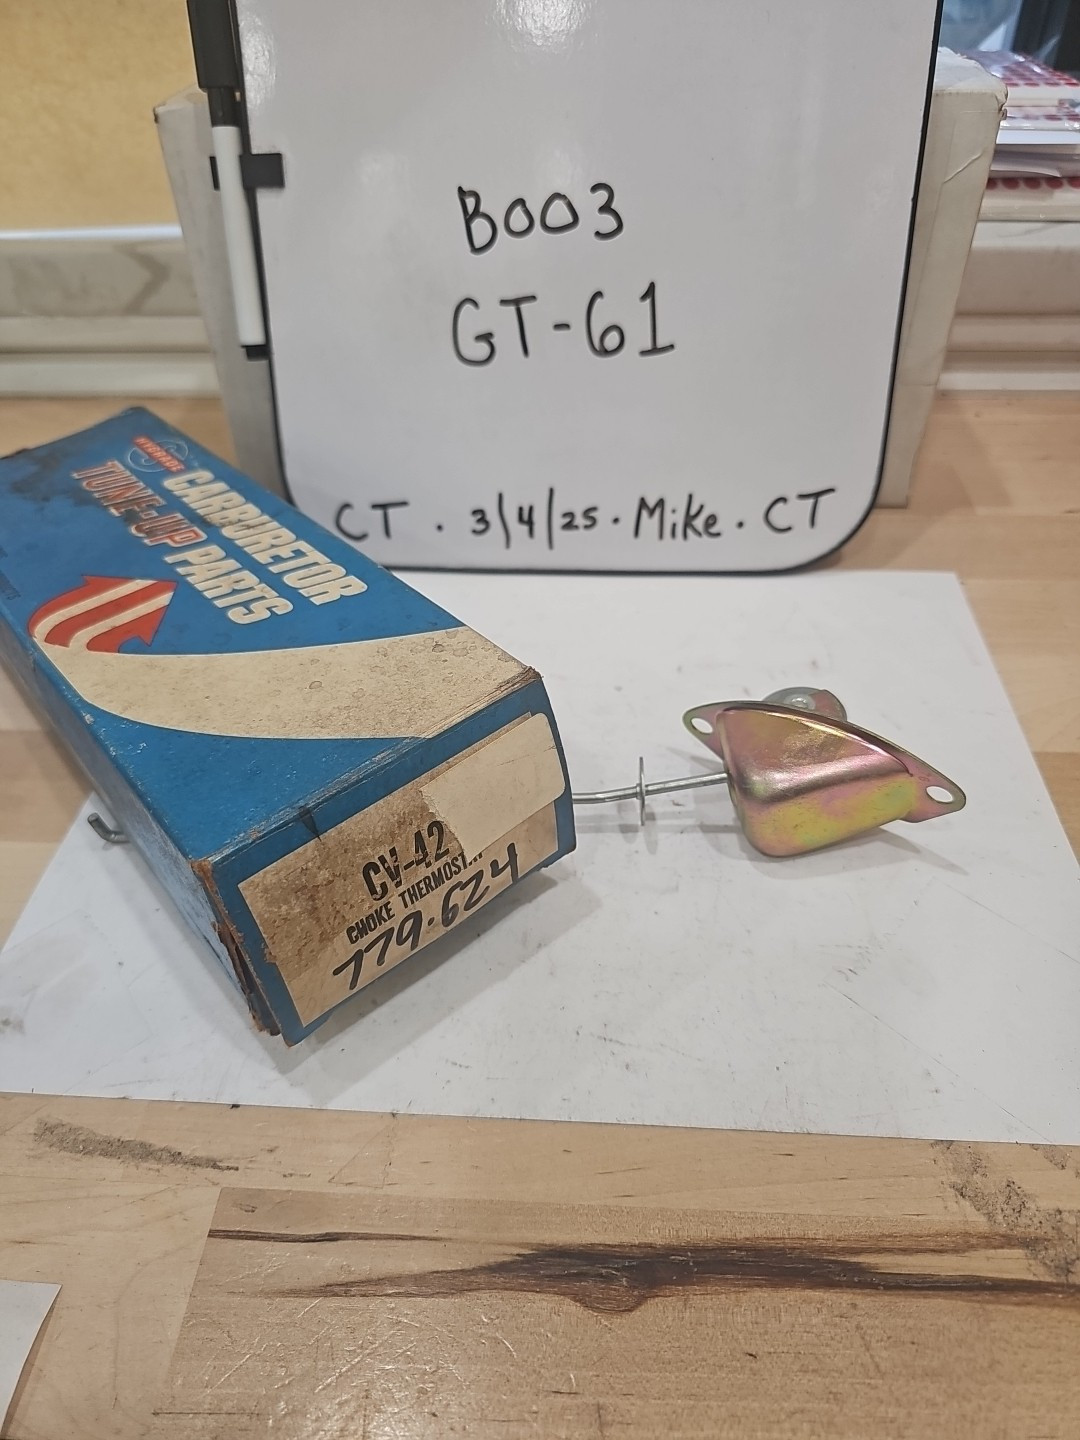 B003
GT-61
CT . 3/4/25 . Mike . CT
HYGRADE
CARBURETOR
TUNE-UP PARTS
CV-42
CHOKE THERMOST
779-624